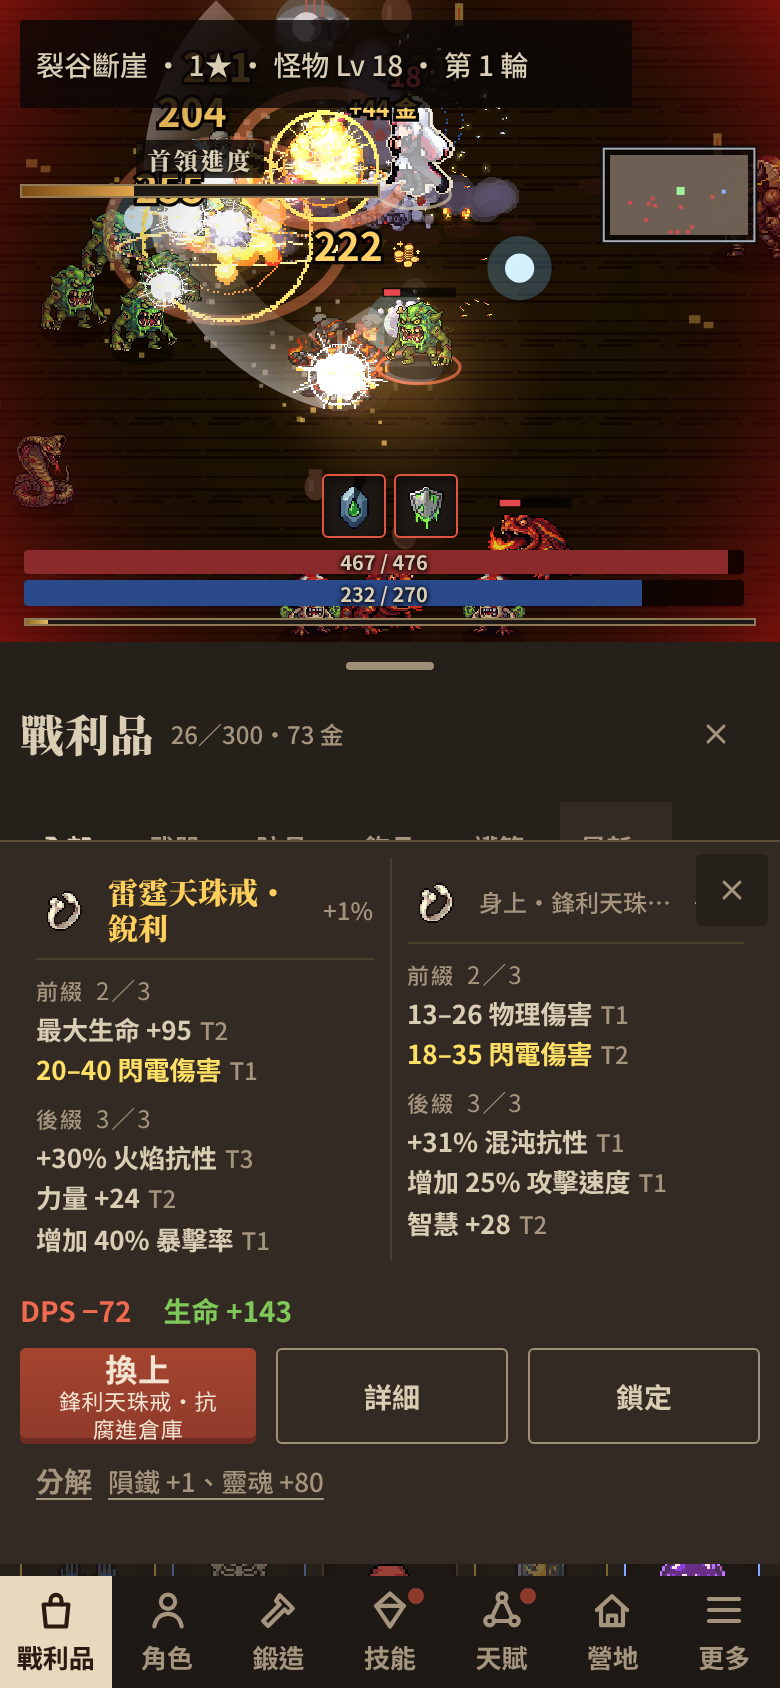 裂谷斷崖 • 1★ • 怪物 Lv 18 • 第 1 輪
204
+44 金
首領進度
222
467 / 476
232 / 270
戰利品 26／300・73 金
雷霆天珠戒・銳利 +1%
前綴 2／3
最大生命 +95 T2
20–40 閃電傷害 T1
後綴 3／3
+30% 火焰抗性 T3
力量 +24 T2
增加 40% 暴擊率 T1
身上・鋒利天珠…
前綴 2／3
13–26 物理傷害 T1
18–35 閃電傷害 T2
後綴 3／3
+31% 混沌抗性 T1
增加 25% 攻擊速度 T1
智慧 +28 T2
DPS −72 生命 +143
換上
鋒利天珠戒・抗
腐進倉庫
詳細
鎖定
分解 隕鐵 +1、靈魂 +80
戰利品
角色
鍛造
技能
天賦
營地
更多